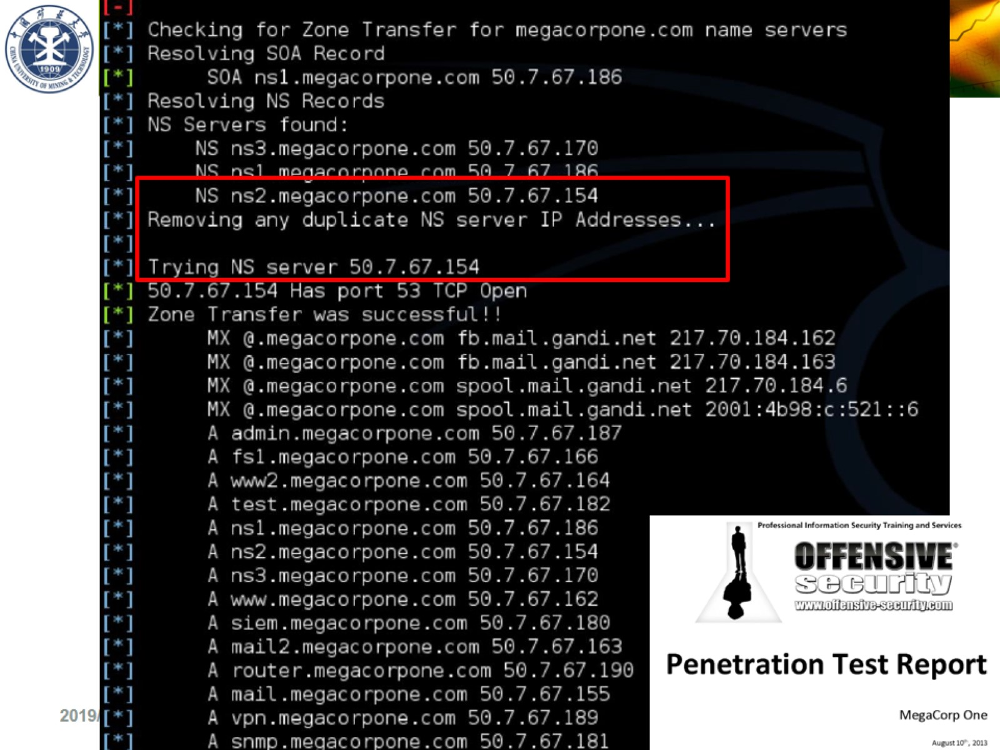 中国矿业大学
CHINA UNIVERSITY OF MINING & TECHNOLOGY
1909
[-]
[*] Checking for Zone Transfer for megacorpone.com name servers
[*] Resolving SOA Record
[*] SOA ns1.megacorpone.com 50.7.67.186
[*] Resolving NS Records
[*] NS Servers found:
[*] NS ns3.megacorpone.com 50.7.67.170
[*] NS ns1.megacorpone.com 50.7.67.186
[*] NS ns2.megacorpone.com 50.7.67.154
[*] Removing any duplicate NS server IP Addresses...
[*]
[*] Trying NS server 50.7.67.154
[*] 50.7.67.154 Has port 53 TCP Open
[*] Zone Transfer was successful!!
[*] MX @.megacorpone.com fb.mail.gandi.net 217.70.184.162
[*] MX @.megacorpone.com fb.mail.gandi.net 217.70.184.163
[*] MX @.megacorpone.com spool.mail.gandi.net 217.70.184.6
[*] MX @.megacorpone.com spool.mail.gandi.net 2001:4b98:c:521::6
[*] A admin.megacorpone.com 50.7.67.187
[*] A fs1.megacorpone.com 50.7.67.166
[*] A www2.megacorpone.com 50.7.67.164
[*] A test.megacorpone.com 50.7.67.182
[*] A ns1.megacorpone.com 50.7.67.186
[*] A ns2.megacorpone.com 50.7.67.154
[*] A ns3.megacorpone.com 50.7.67.170
[*] A www.megacorpone.com 50.7.67.162
[*] A siem.megacorpone.com 50.7.67.180
[*] A mail2.megacorpone.com 50.7.67.163
[*] A router.megacorpone.com 50.7.67.190
[*] A mail.megacorpone.com 50.7.67.155
[*] A vpn.megacorpone.com 50.7.67.189
[*] A snmp.megacorpone.com 50.7.67.181
2019/
Professional Information Security Training and Services
OFFENSIVE®
security
www.offensive-security.com
Penetration Test Report
MegaCorp One
August 10th, 2013